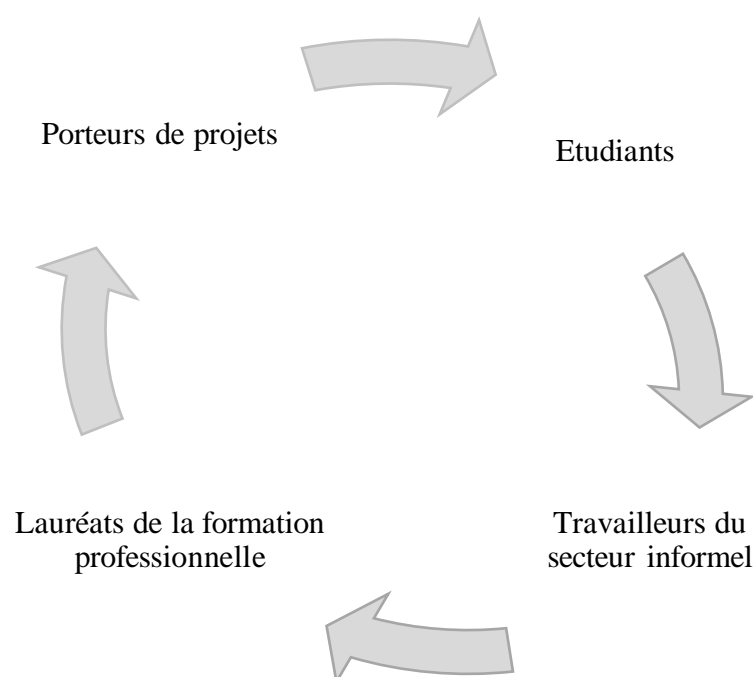 Porteurs de projets
Etudiants
Lauréats de la formation
professionnelle
Travailleurs du
secteur informel